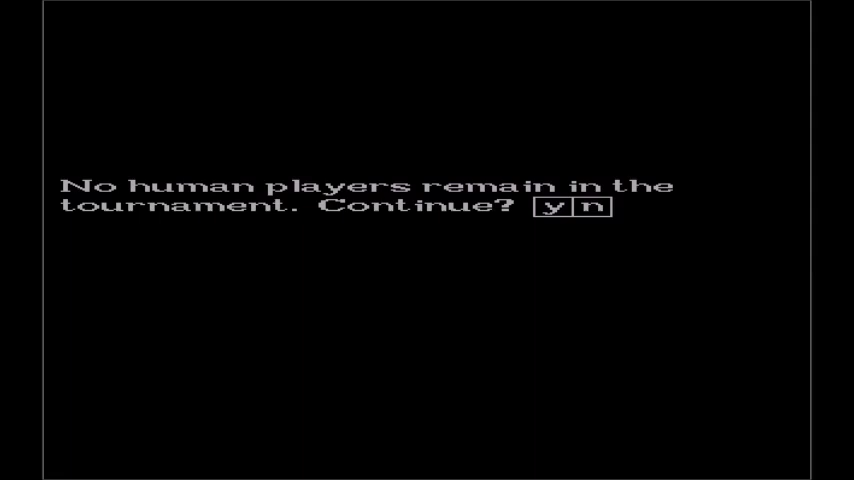 No human players remain in the
tournament. Continue? y n